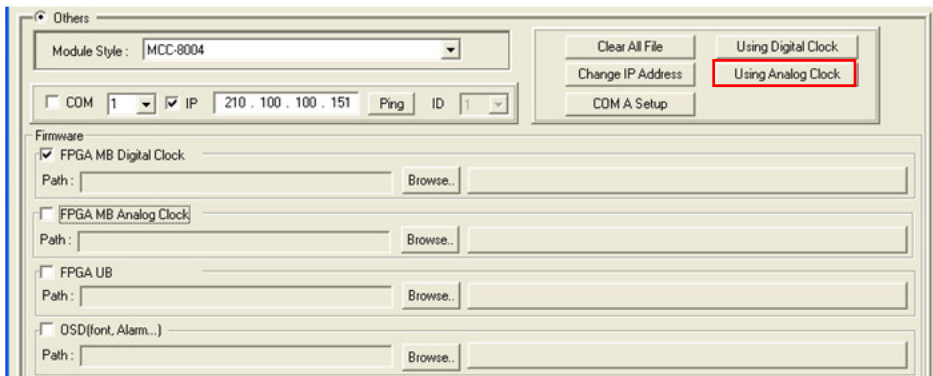 Others
Module Style : MCC-8004
Clear All File Using Digital Clock
Change IP Address Using Analog Clock
COM A Setup
COM 1 IP 210 . 100 . 100 . 151 Ping ID 1
Firmware
FPGA MB Digital Clock
Path : Browse..
FPGA MB Analog Clock
Path : Browse..
FPGA UB
Path : Browse..
OSD(font, Alarm...)
Path : Browse..